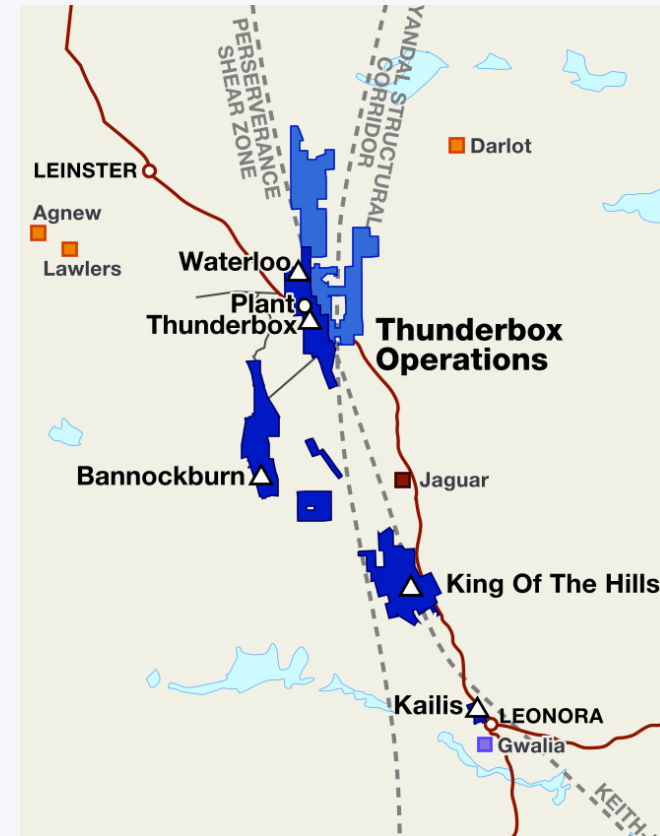 PERSERVERANCE
SHEAR ZONE
YANDAL STRUCTURAL
CORRIDOR
Darlot
LEINSTER
Agnew
Lawlers
Waterloo
Plant
Thunderbox
Thunderbox
Operations
Bannockburn
Jaguar
King Of The Hills
Kailis
LEONORA
Gwalia
KEITH-